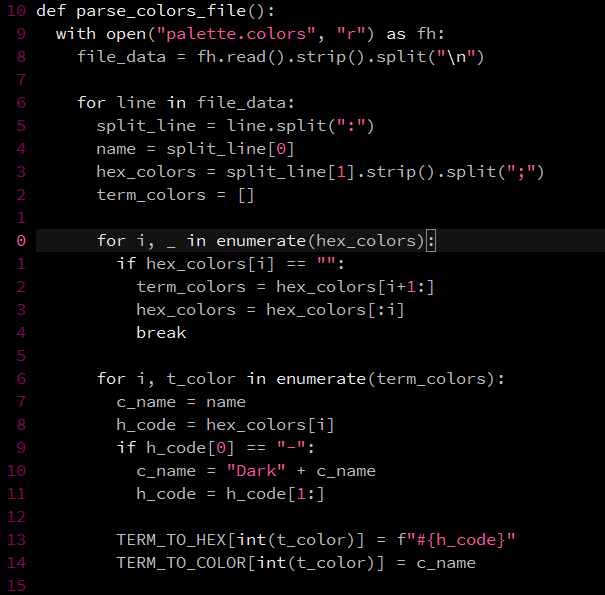 10 def parse_colors_file():
9   with open("palette.colors", "r") as fh:
8     file_data = fh.read().strip().split("\n")
7
6     for line in file_data:
5       split_line = line.split(":")
4       name = split_line[0]
3       hex_colors = split_line[1].strip().split(";")
2       term_colors = []
1
0       for i, _ in enumerate(hex_colors):
1         if hex_colors[i] == "":
2           term_colors = hex_colors[i+1:]
3           hex_colors = hex_colors[:i]
4           break
5
6       for i, t_color in enumerate(term_colors):
7         c_name = name
8         h_code = hex_colors[i]
9         if h_code[0] == "-":
10           c_name = "Dark" + c_name
11           h_code = h_code[1:]
12
13         TERM_TO_HEX[int(t_color)] = f"#{h_code}"
14         TERM_TO_COLOR[int(t_color)] = c_name
15